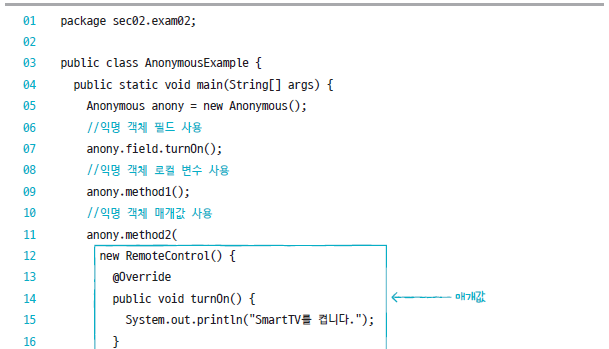 01 package sec02.exam02;
02
03 public class AnonymousExample {
04 public static void main(String[] args) {
05 Anonymous anony = new Anonymous();
06 //익명 객체 필드 사용
07 anony.field.turnOn();
08 //익명 객체 로컬 변수 사용
09 anony.method1();
10 //익명 객체 매개값 사용
11 anony.method2(
12 new RemoteControl() {
13 @Override
14 public void turnOn() { 매개값
15 System.out.println("SmartTV를 켭니다.");
16 }